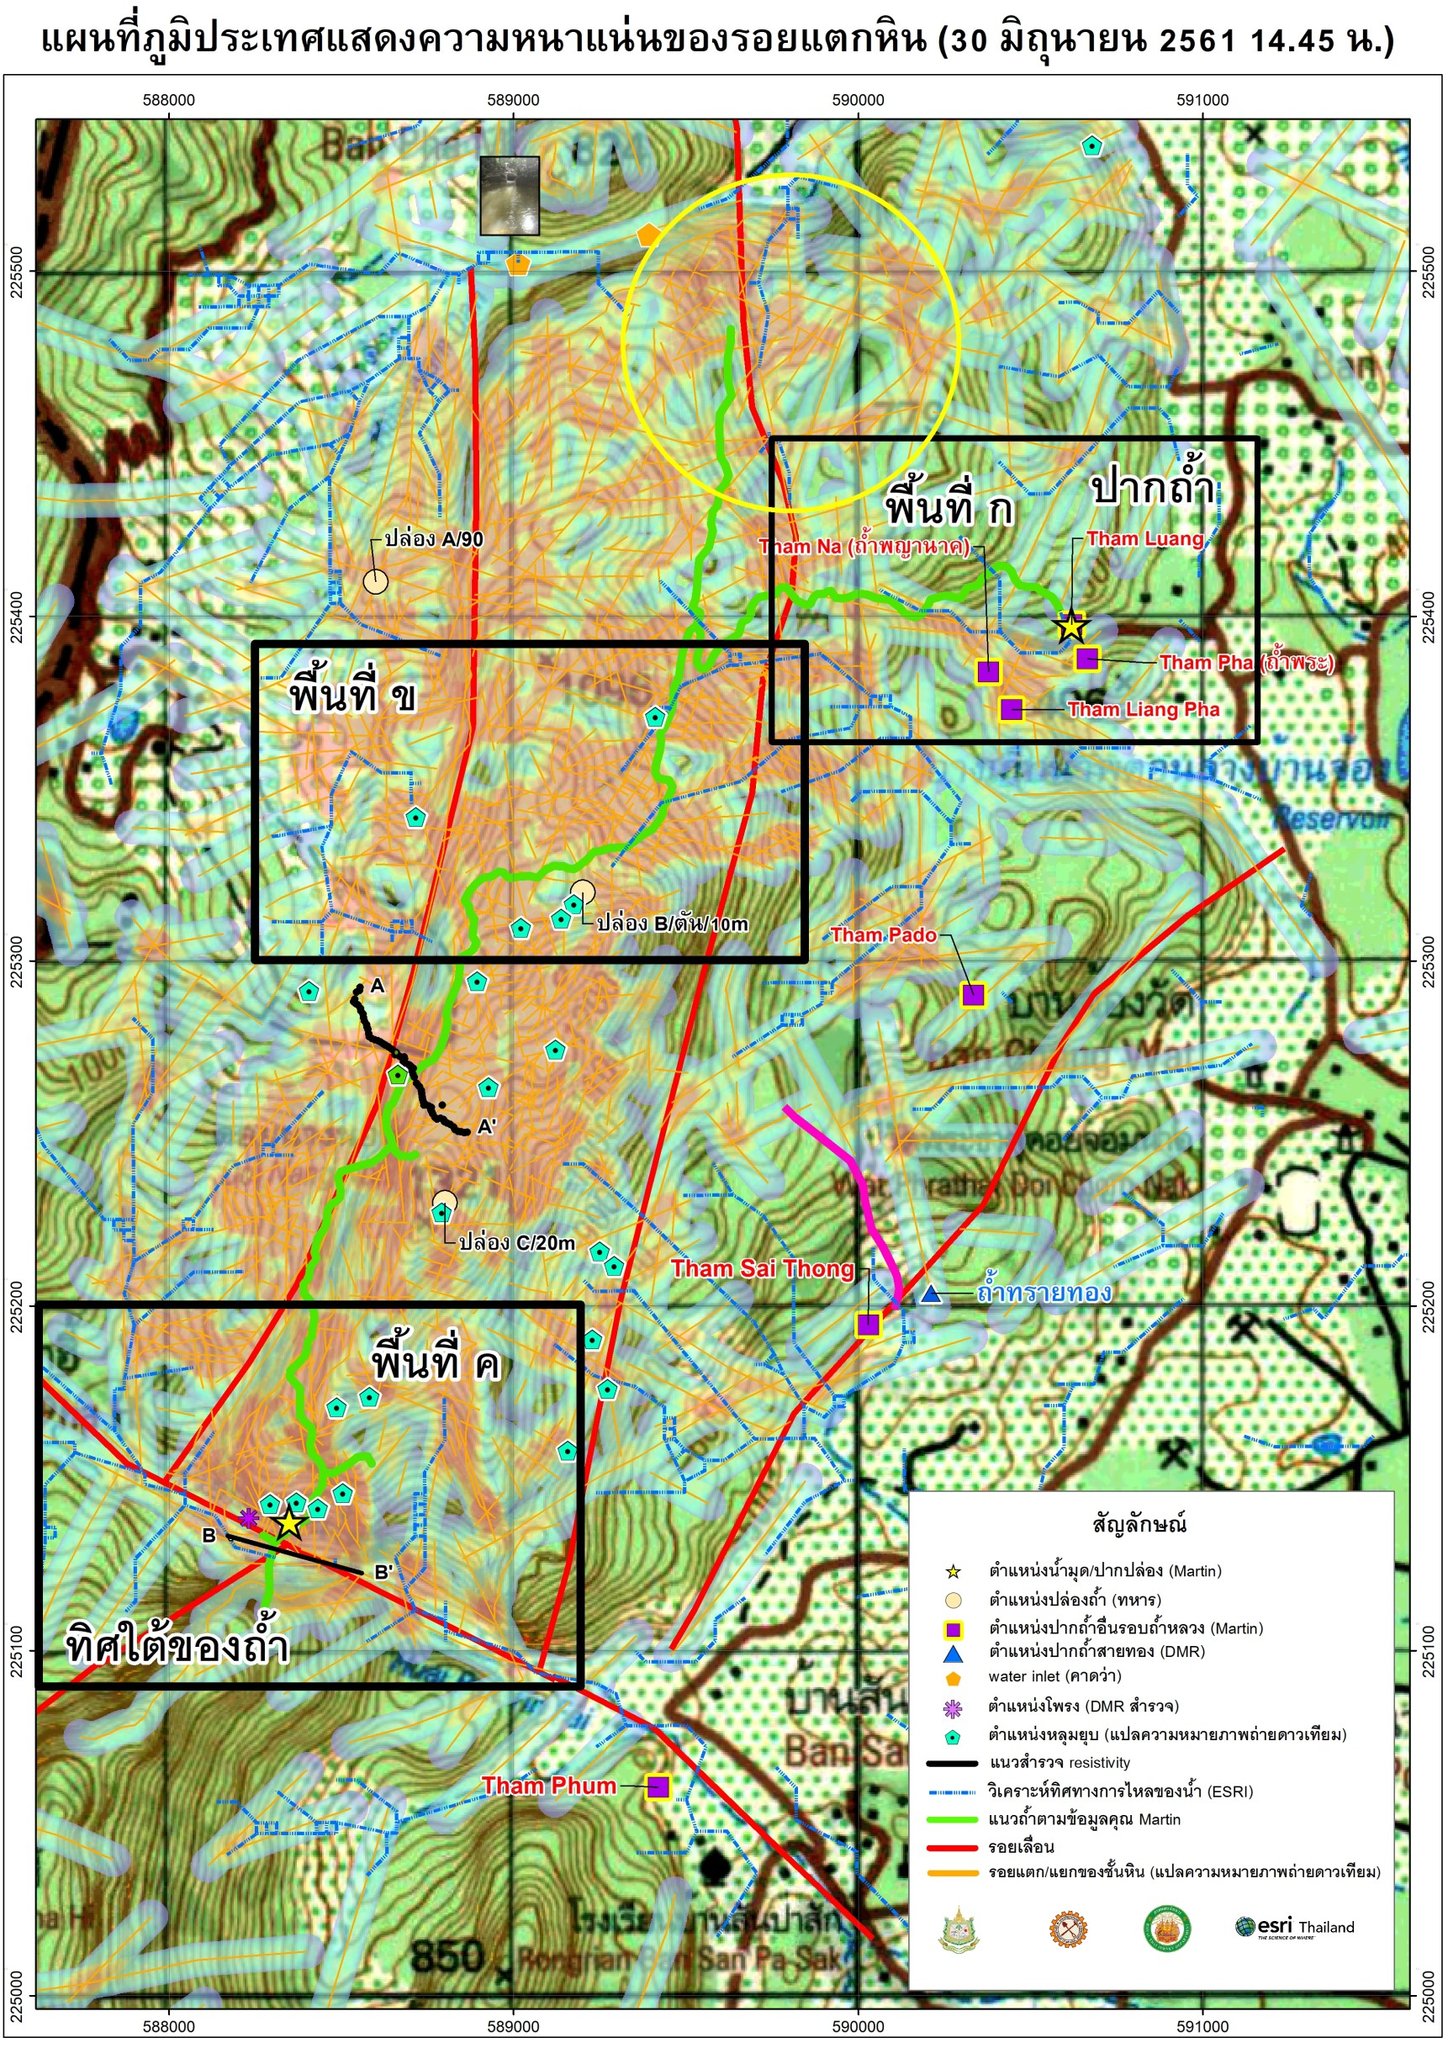 แผนที่ภูมิประเทศแสดงความหนาแน่นของรอยแตกหิน (30 มิถุนายน 2561 14.45 น.)
588000
589000
590000
591000
225500
225500
ปากถ้ำ
พื้นที่ ก
Tham Luang
Tham Na (ถ้ำพญานาค)
ปล่อง A/90
225400
225400
Tham Pha (ถ้ำพระ)
Tham Liang Pha
พื้นที่ ข
Reservoir
ปล่อง B/ตัน/10m
Tham Pado
225300
225300
A
A'
ปล่อง C/20m
Tham Sai Thong
ถ้ำทรายทอง
225200
225200
พื้นที่ ค
B
B'
ทิศใต้ของถ้ำ
225100
225100
บ้านสัน
Ban Sa
Tham Phum
850
Rongrian Ban San Pa Sak
สัญลักษณ์
ตำแหน่งน้ำมุด/ปากปล่อง (Martin)
ตำแหน่งปล่องถ้ำ (ทหาร)
ตำแหน่งปากถ้ำอื่นรอบถ้ำหลวง (Martin)
ตำแหน่งปากถ้ำสายทอง (DMR)
water inlet (คาดว่า)
ตำแหน่งโพรง (DMR สำรวจ)
ตำแหน่งหลุมยุบ (แปลความหมายภาพถ่ายดาวเทียม)
แนวสำรวจ resistivity
วิเคราะห์ทิศทางการไหลของน้ำ (ESRI)
แนวถ้ำตามข้อมูลคุณ Martin
รอยเลื่อน
รอยแตก/แยกของชั้นหิน (แปลความหมายภาพถ่ายดาวเทียม)
esri Thailand
THE SCIENCE OF WHERE
225000
225000
588000
589000
590000
591000